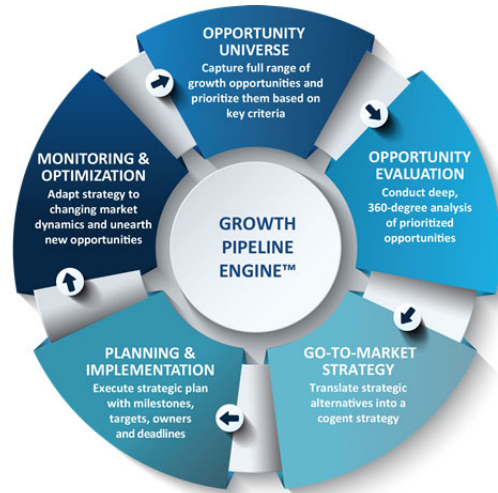 OPPORTUNITY
UNIVERSE
Capture full range of
growth opportunities and
prioritize them based on
key criteria
OPPORTUNITY
EVALUATION
Conduct deep,
360-degree analysis
of prioritized
opportunities
GO-TO-MARKET
STRATEGY
Translate strategic
alternatives into a
cogent strategy
PLANNING &
IMPLEMENTATION
Execute strategic plan
with milestones,
targets, owners
and deadlines
MONITORING &
OPTIMIZATION
Adapt strategy to
changing market
dynamics and unearth
new opportunities
GROWTH
PIPELINE
ENGINE™